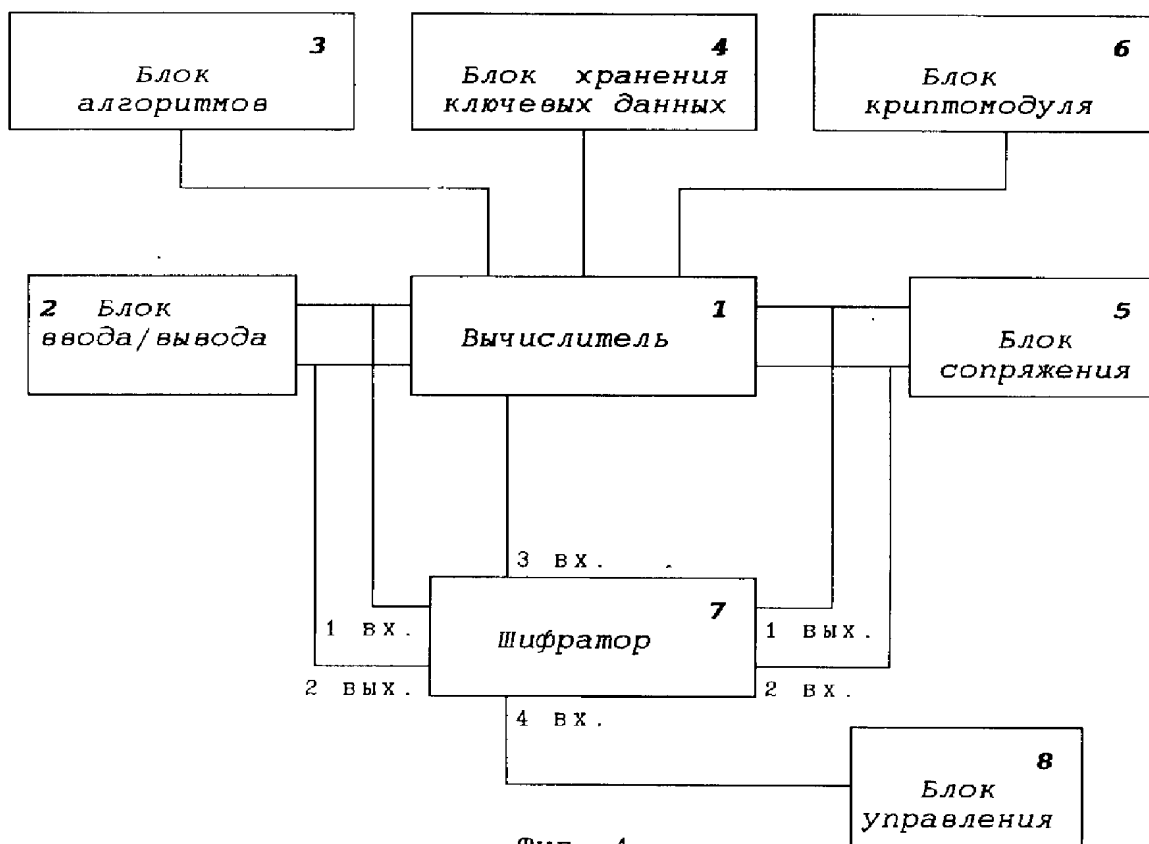 3
Блок
алгоритмов
4
Блок хранения
ключевых данных
6
Блок
криптомодуля
2 Блок
ввода/вывода
1
Вычислитель
5
Блок
сопряжения
3 вх.
7
Шифратор
1 вх.
2 вых.
1 вых.
2 вх.
4 вх.
8
Блок
управления